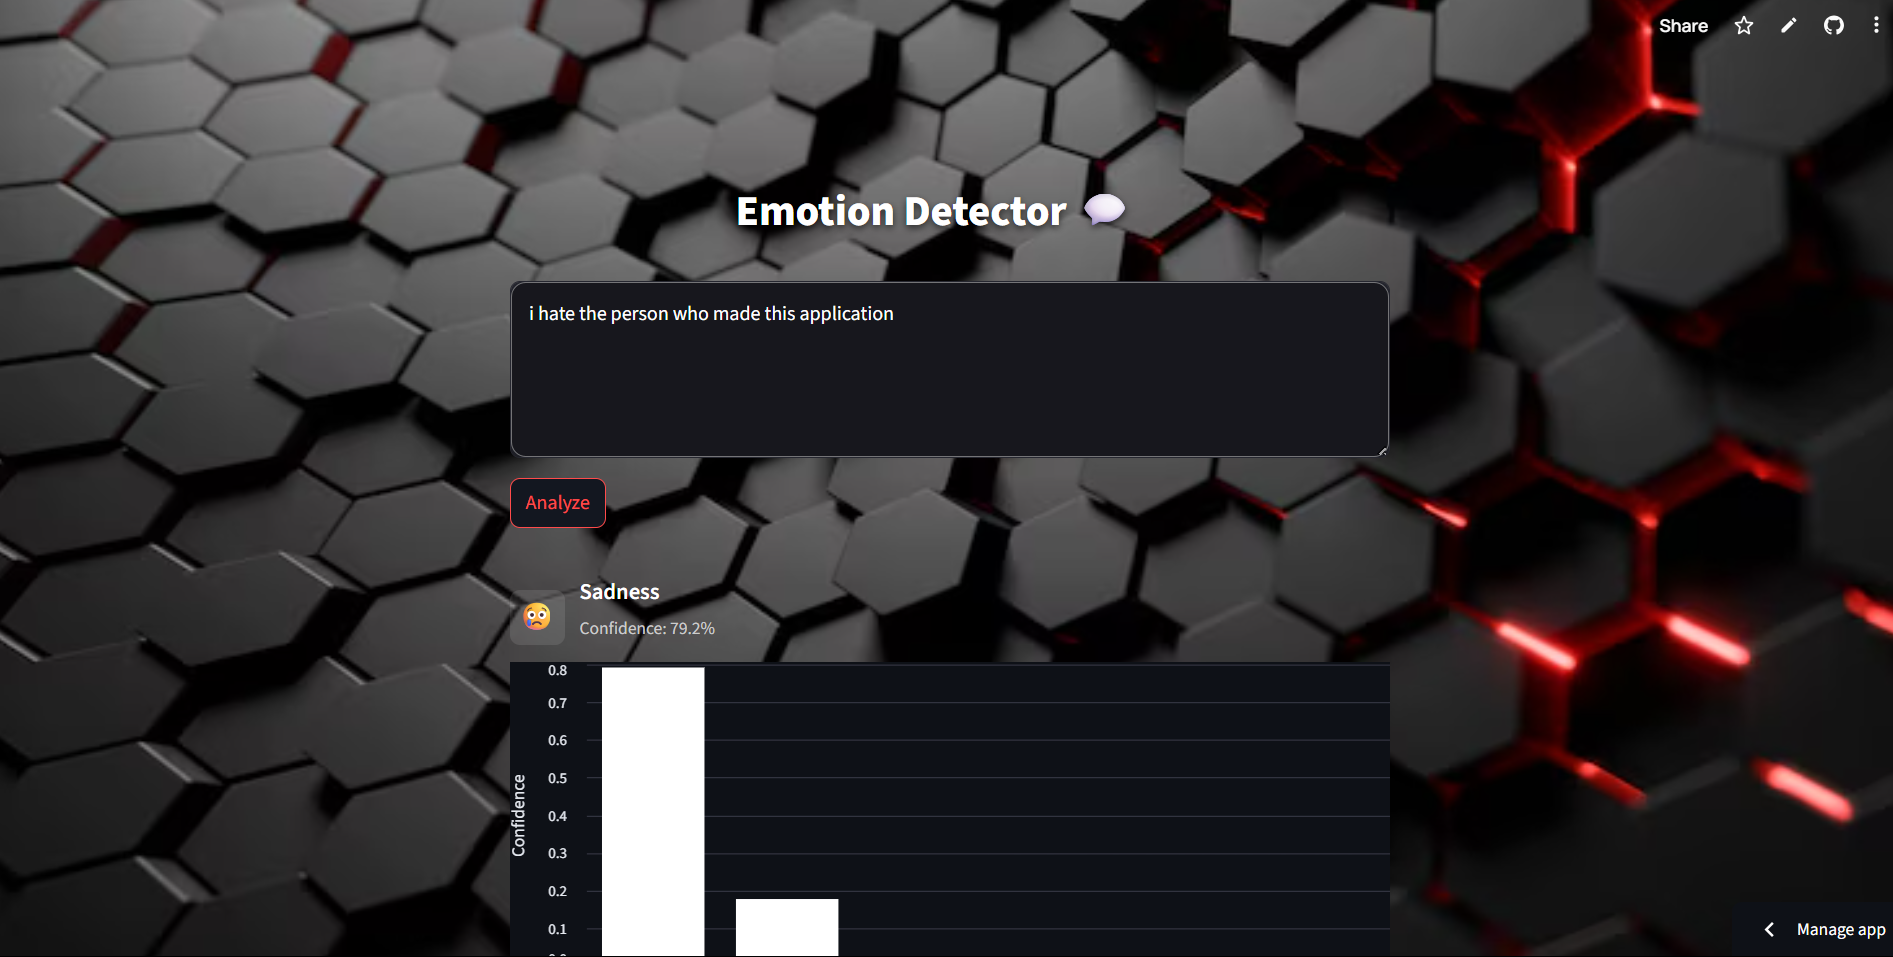 Share
Emotion Detector
i hate the person who made this application
Analyze
Sadness
Confidence: 79.2%
0.8
0.7
0.6
0.5
0.4
0.3
0.2
0.1
Confidence
Manage app